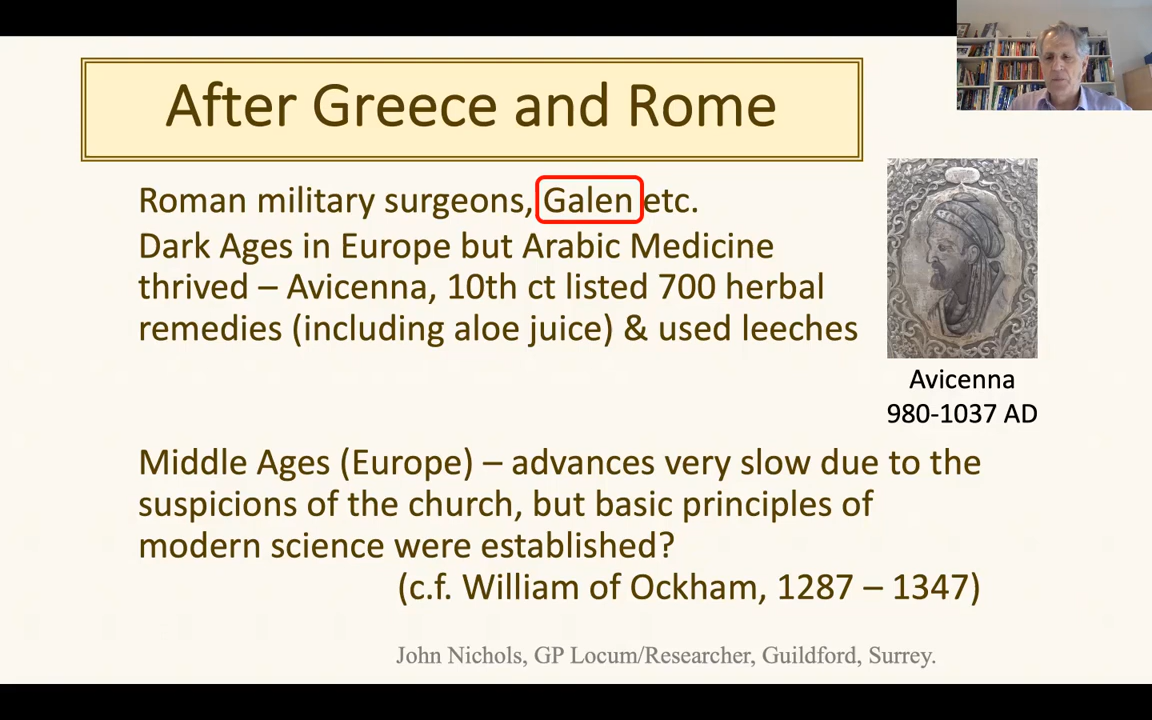 After Greece and Rome
Roman military surgeons, Galen etc.
Dark Ages in Europe but Arabic Medicine
thrived – Avicenna, 10th ct listed 700 herbal
remedies (including aloe juice) & used leeches
Avicenna
980-1037 AD
Middle Ages (Europe) – advances very slow due to the
suspicions of the church, but basic principles of
modern science were established?
(c.f. William of Ockham, 1287 – 1347)
John Nichols, GP Locum/Researcher, Guildford, Surrey.